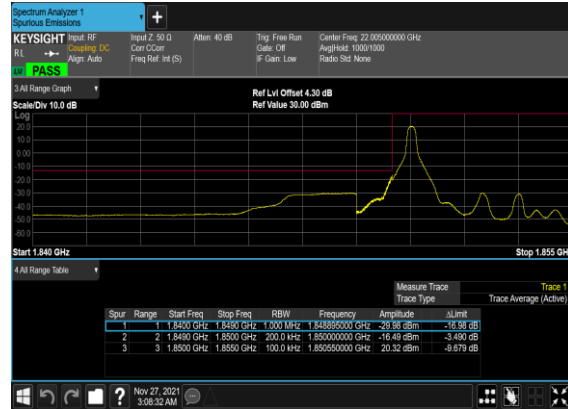 Spectrum Analyzer 1
Spurious Emissions
+
KEYSIGHT Input: RF Input Z: 50 Ω Atten: 40 dB Trig: Free Run Center Freq: 22.005000000 GHz
RL Coupling: DC Corr CCorr Gate: Off Avg|Hold: 1000/1000
Align: Auto Freq Ref: Int (S) IF Gain: Low Radio Std: None
PASS
3 All Range Graph Ref Lvl Offset 4.30 dB
Scale/Div 10.0 dB Ref Value 30.00 dBm
Log
20.0
10.0
0.00
-10.0
-20.0
-30.0
-40.0
-50.0
-60.0
Start 1.840 GHz Stop 1.855 GH
4 All Range Table
Measure Trace Trace 1
Trace Type Trace Average (Active)
Spur Range Start Freq Stop Freq RBW Frequency Amplitude ΔLimit
1 1 1.8400 GHz 1.8490 GHz 1.000 MHz 1.848895000 GHz -29.98 dBm -16.98 dB
2 2 1.8490 GHz 1.8500 GHz 200.0 kHz 1.850000000 GHz -16.49 dBm -3.490 dB
3 3 1.8500 GHz 1.8550 GHz 100.0 kHz 1.850550000 GHz 20.32 dBm -9.679 dB
? Nov 27, 2021
3:08:32 AM